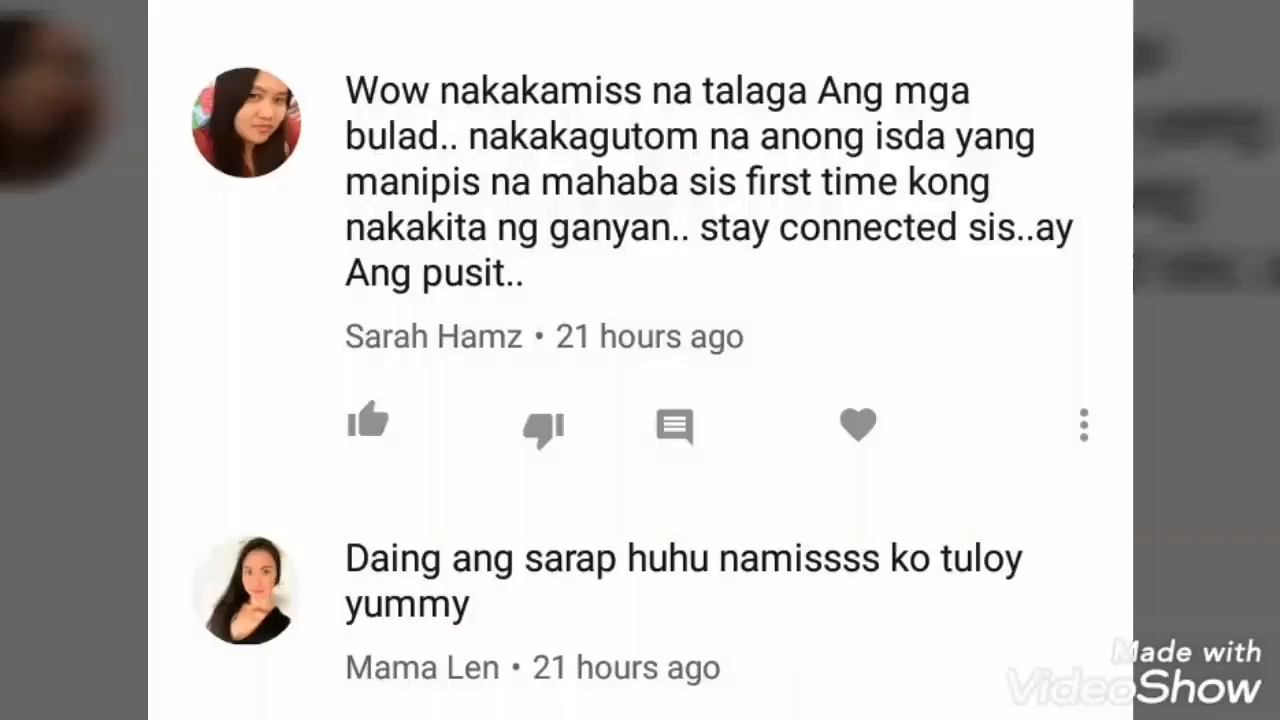 Wow nakakamiss na talaga Ang mga
bulad.. nakakagutom na anong isda yang
manipis na mahaba sis first time kong
nakakita ng ganyan.. stay connected sis..ay
Ang pusit..
Sarah Hamz • 21 hours ago
Daing ang sarap huhu namissss ko tuloy
yummy
Mama Len • 21 hours ago
Made with
VideoShow